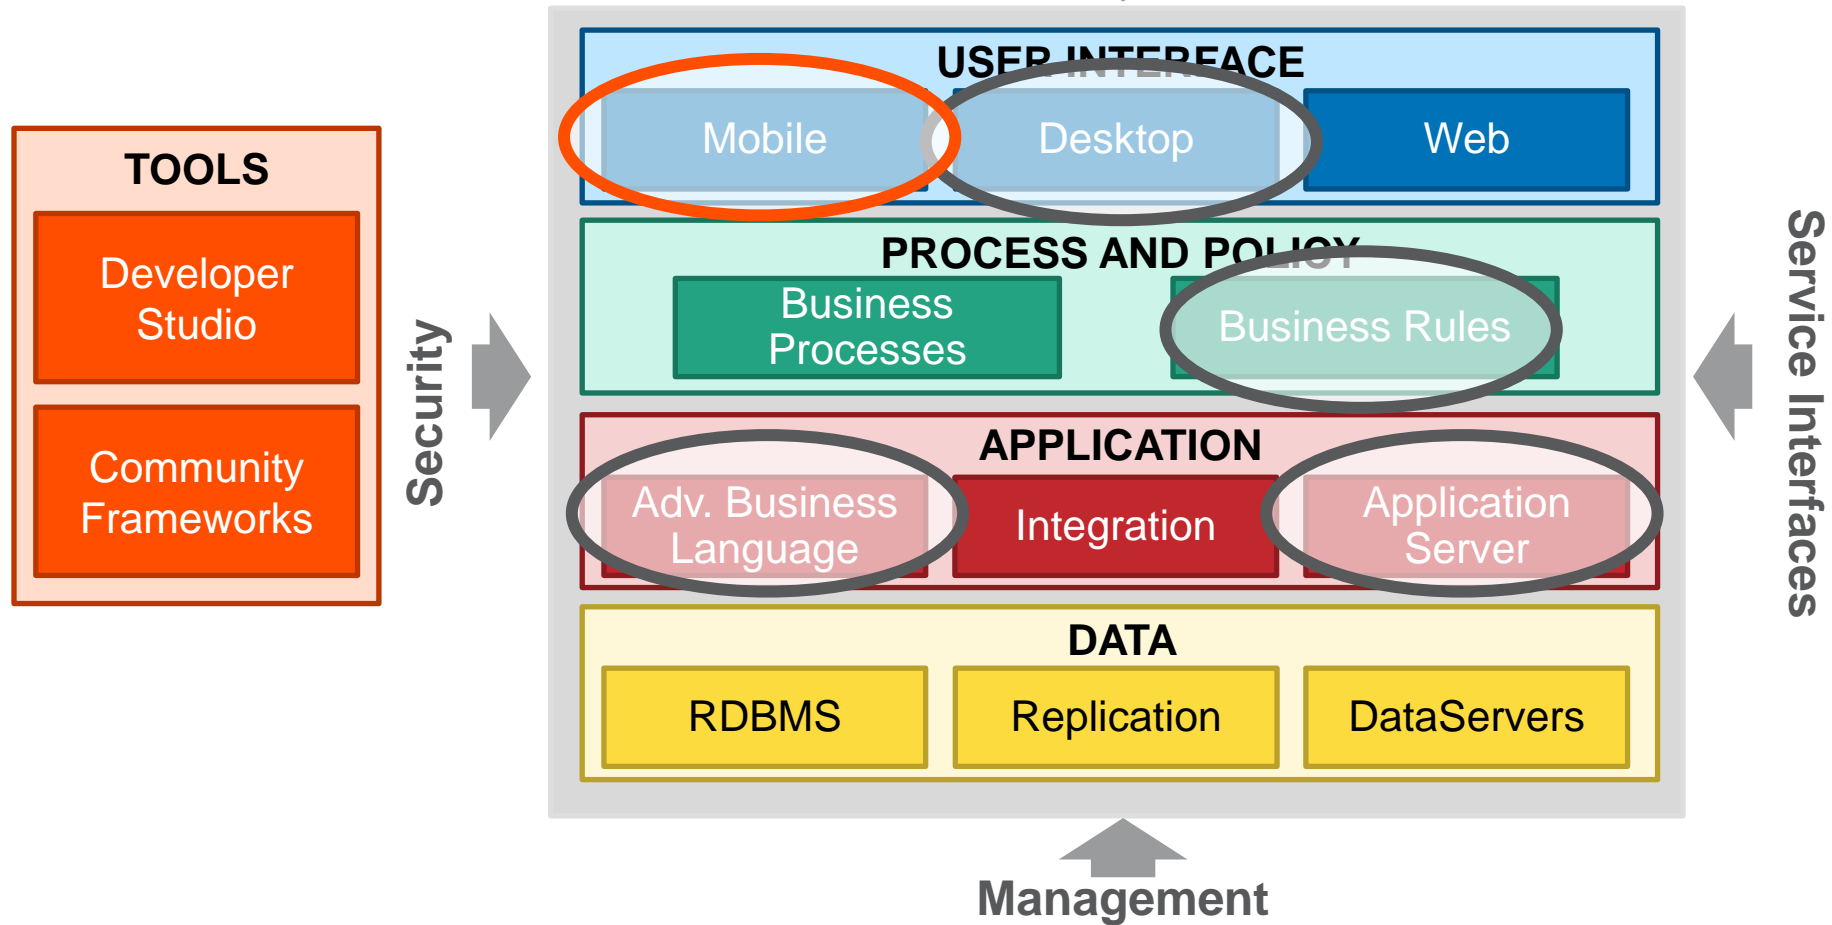 USER INTERFACE
Mobile
Desktop
Web
TOOLS
Developer
Studio
Community
Frameworks
Security
PROCESS AND POLICY
Business
Processes
Business Rules
APPLICATION
Adv. Business
Language
Integration
Application
Server
DATA
RDBMS
Replication
DataServers
Service Interfaces
Management